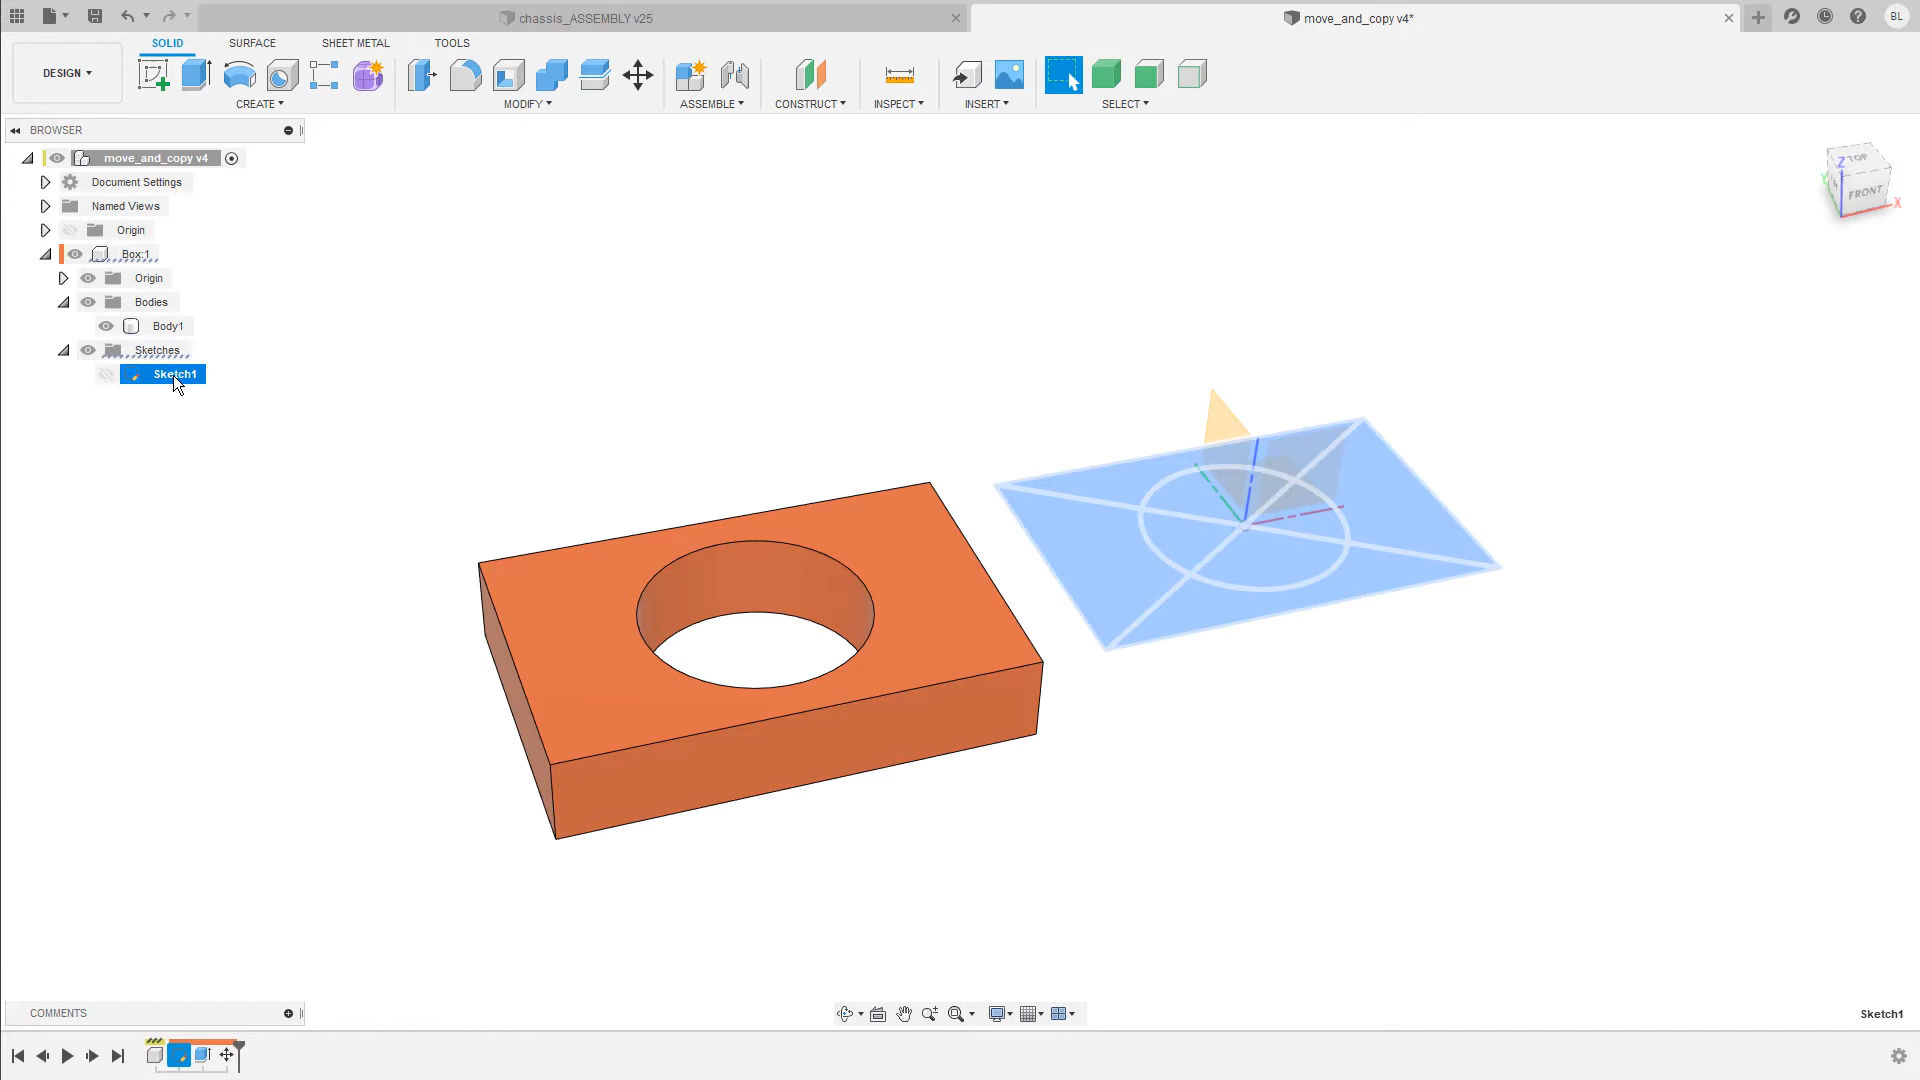 chassis_ASSEMBLY v25
move_and_copy v4*
BL
DESIGN
SOLID
SURFACE
SHEET METAL
TOOLS
CREATE
MODIFY
ASSEMBLE
CONSTRUCT
INSPECT
INSERT
SELECT
BROWSER
move_and_copy v4
Document Settings
Named Views
Origin
Box:1
Origin
Bodies
Body1
Sketches
Sketch1
Z
TOP
Y
FRONT
X
COMMENTS
Sketch1